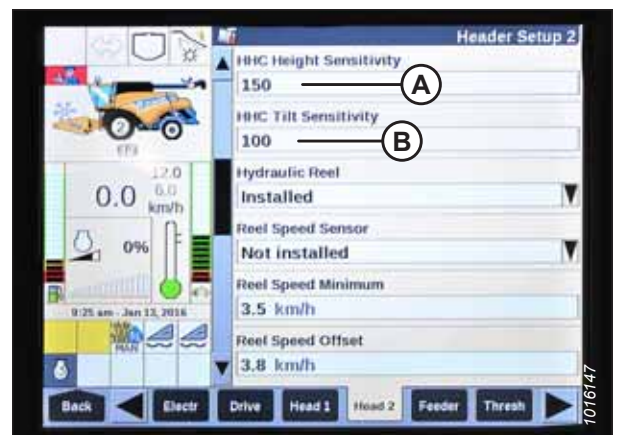 Header Setup 2
HHC Height Sensitivity
150
A
HHC Tilt Sensitivity
100
B
Hydraulic Reel
Installed
Reel Speed Sensor
Not installed
Reel Speed Minimum
3.5 km/h
Reel Speed Offset
3.8 km/h
2
12.0
0.0 6.0
km/h
0%
9:25 am - Jan 13, 2016
MAN
Back Electr Drive Head 1 Head 2 Feeder Thresh
1016147